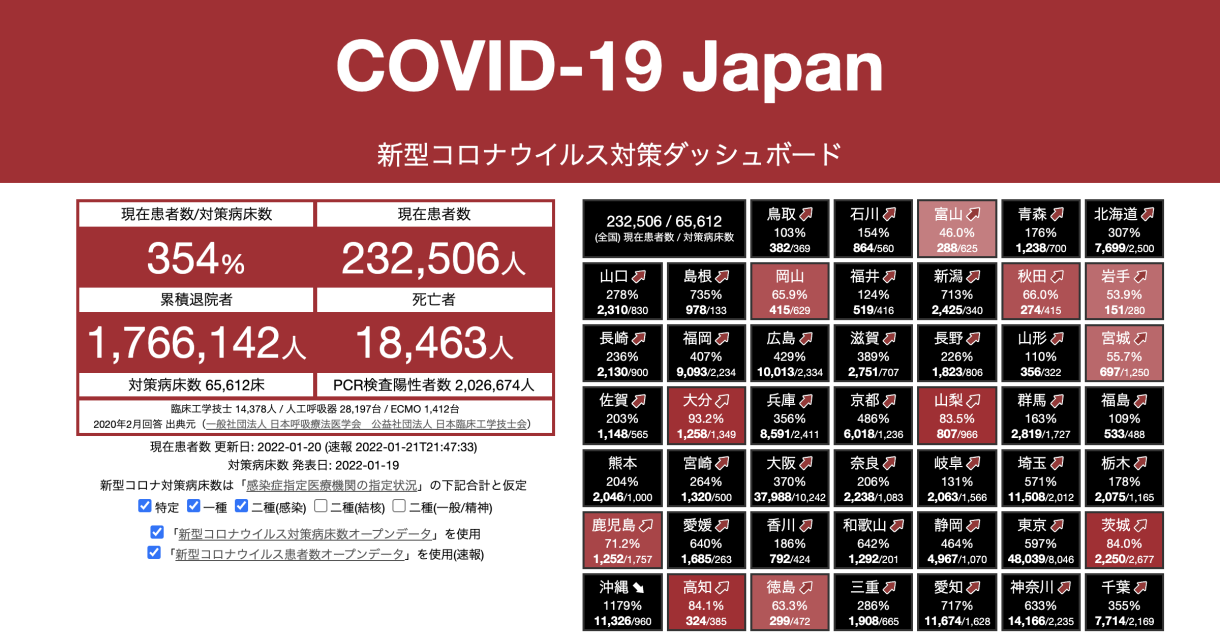 COVID-19 Japan
新型コロナウイルス対策ダッシュボード
現在患者数/対策病床数
現在患者数
354%
232,506人
累積退院者
死亡者
1,766,142人
18,463人
対策病床数 65,612床
PCR検査陽性者数 2,026,674人
臨床工学技士 14,378人 / 人工呼吸器 28,197台 / ECMO 1,412台
2020年2月回答 出典元（一般社団法人 日本呼吸療法医学会　公益社団法人 日本臨床工学技士会）
現在患者数 更新日: 2022-01-20 (速報 2022-01-21T21:47:33)
対策病床数 発表日: 2022-01-19
新型コロナ対策病床数は「感染症指定医療機関の指定状況」の下記合計と仮定
特定 一種 二種(感染) 二種(結核) 二種(一般/精神)
「新型コロナウイルス対策病床数オープンデータ」を使用
「新型コロナウイルス患者数オープンデータ」を使用(速報)
232,506 / 65,612
(全国) 現在患者数 / 対策病床数
鳥取
103%
382/369
石川
154%
864/560
富山
46.0%
288/625
青森
176%
1,238/700
北海道
307%
7,699/2,500
山口
278%
2,310/830
島根
735%
978/133
岡山
65.9%
415/629
福井
124%
519/416
新潟
713%
2,425/340
秋田
66.0%
274/415
岩手
53.9%
151/280
長崎
236%
2,130/900
福岡
407%
9,093/2,234
広島
429%
10,013/2,334
滋賀
389%
2,751/707
長野
226%
1,823/806
山形
110%
356/322
宮城
55.7%
697/1,250
佐賀
203%
1,148/565
大分
93.2%
1,258/1,349
兵庫
356%
8,591/2,411
京都
486%
6,018/1,236
山梨
83.5%
807/966
群馬
163%
2,819/1,727
福島
109%
533/488
熊本
204%
2,046/1,000
宮崎
264%
1,320/500
大阪
370%
37,988/10,242
奈良
206%
2,238/1,083
岐阜
131%
2,063/1,566
埼玉
571%
11,508/2,012
栃木
178%
2,075/1,165
鹿児島
71.2%
1,252/1,757
愛媛
640%
1,685/263
香川
186%
792/424
和歌山
642%
1,292/201
静岡
464%
4,967/1,070
東京
597%
48,039/8,046
茨城
84.0%
2,250/2,677
沖縄
1179%
11,326/960
高知
84.1%
324/385
徳島
63.3%
299/472
三重
286%
1,908/665
愛知
717%
11,674/1,628
神奈川
633%
14,166/2,235
千葉
355%
7,714/2,169